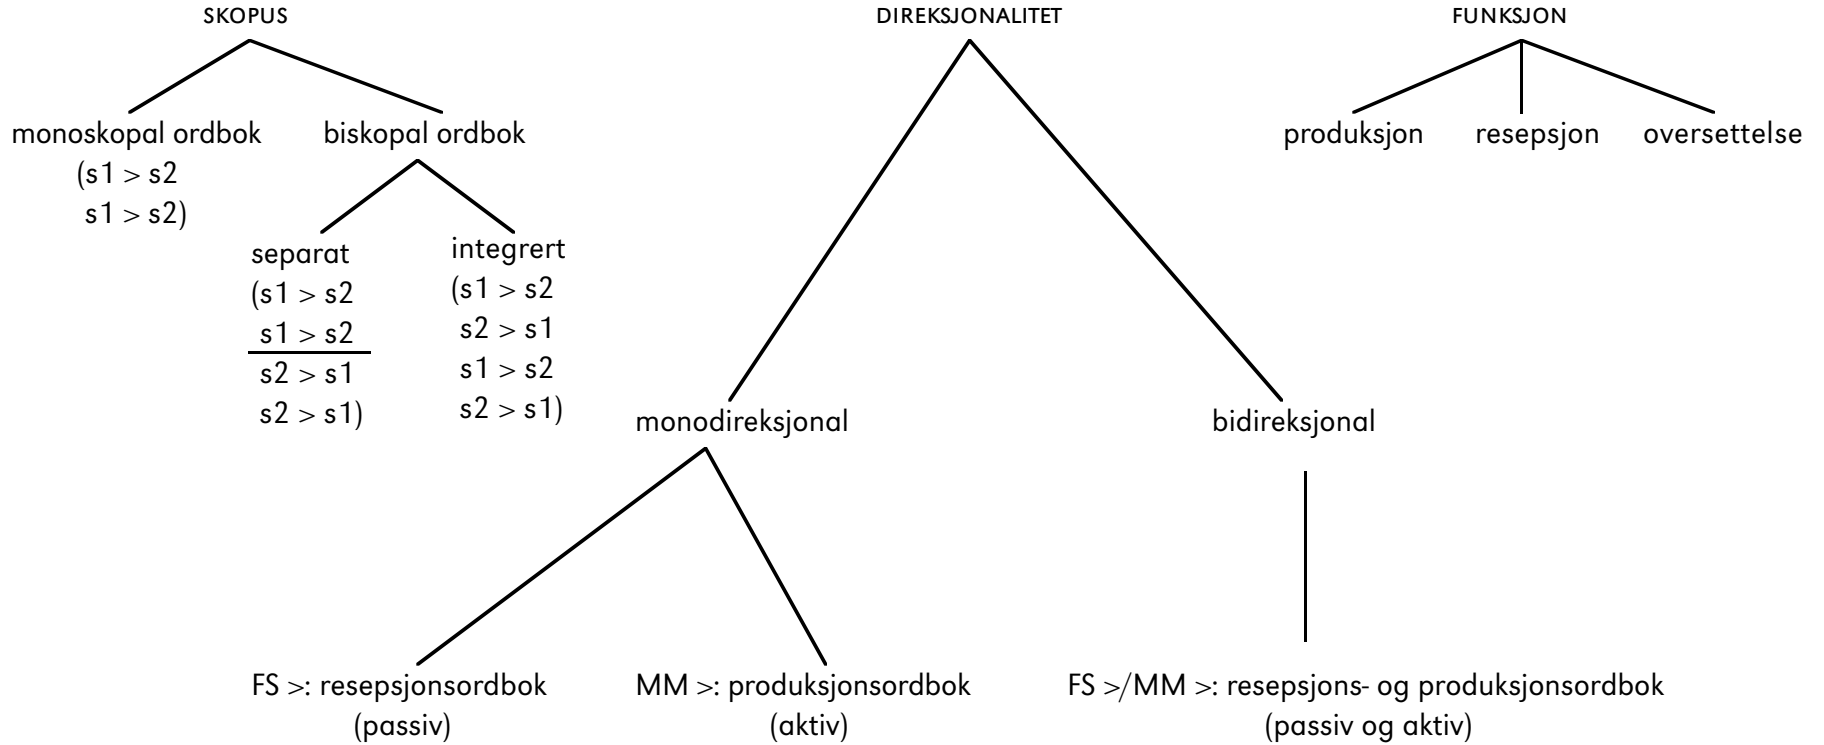 SKOPUS
monoskopal ordbok
(s1 > s2
s1 > s2)
biskopal ordbok
separat
(s1 > s2
s1 > s2
s2 > s1
s2 > s1)
integrert
(s1 > s2
s2 > s1
s1 > s2
s2 > s1)
DIREKSJONALITET
monodireksjonal
FS >: resepsjonsordbok
(passiv)
MM >: produksjonsordbok
(aktiv)
bidireksjonal
FS >/MM >: resepsjons- og produksjonsordbok
(passiv og aktiv)
FUNKSJON
produksjon
resepsjon
oversettelse